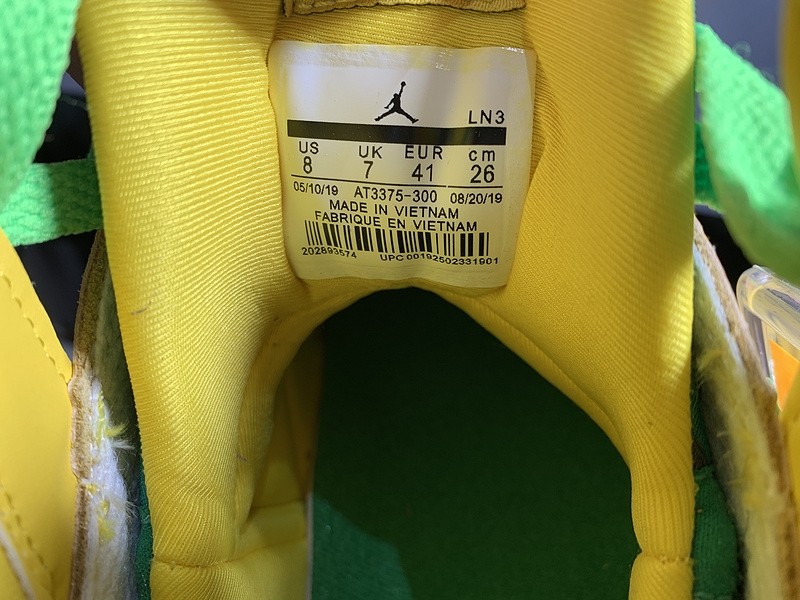 LN3
US UK EUR cm
8 7 41 26
05/10/19 AT3375-300 08/20/19
MADE IN VIETNAM
FABRIQUE EN VIETNAM
202893574 UPC 00192502331901